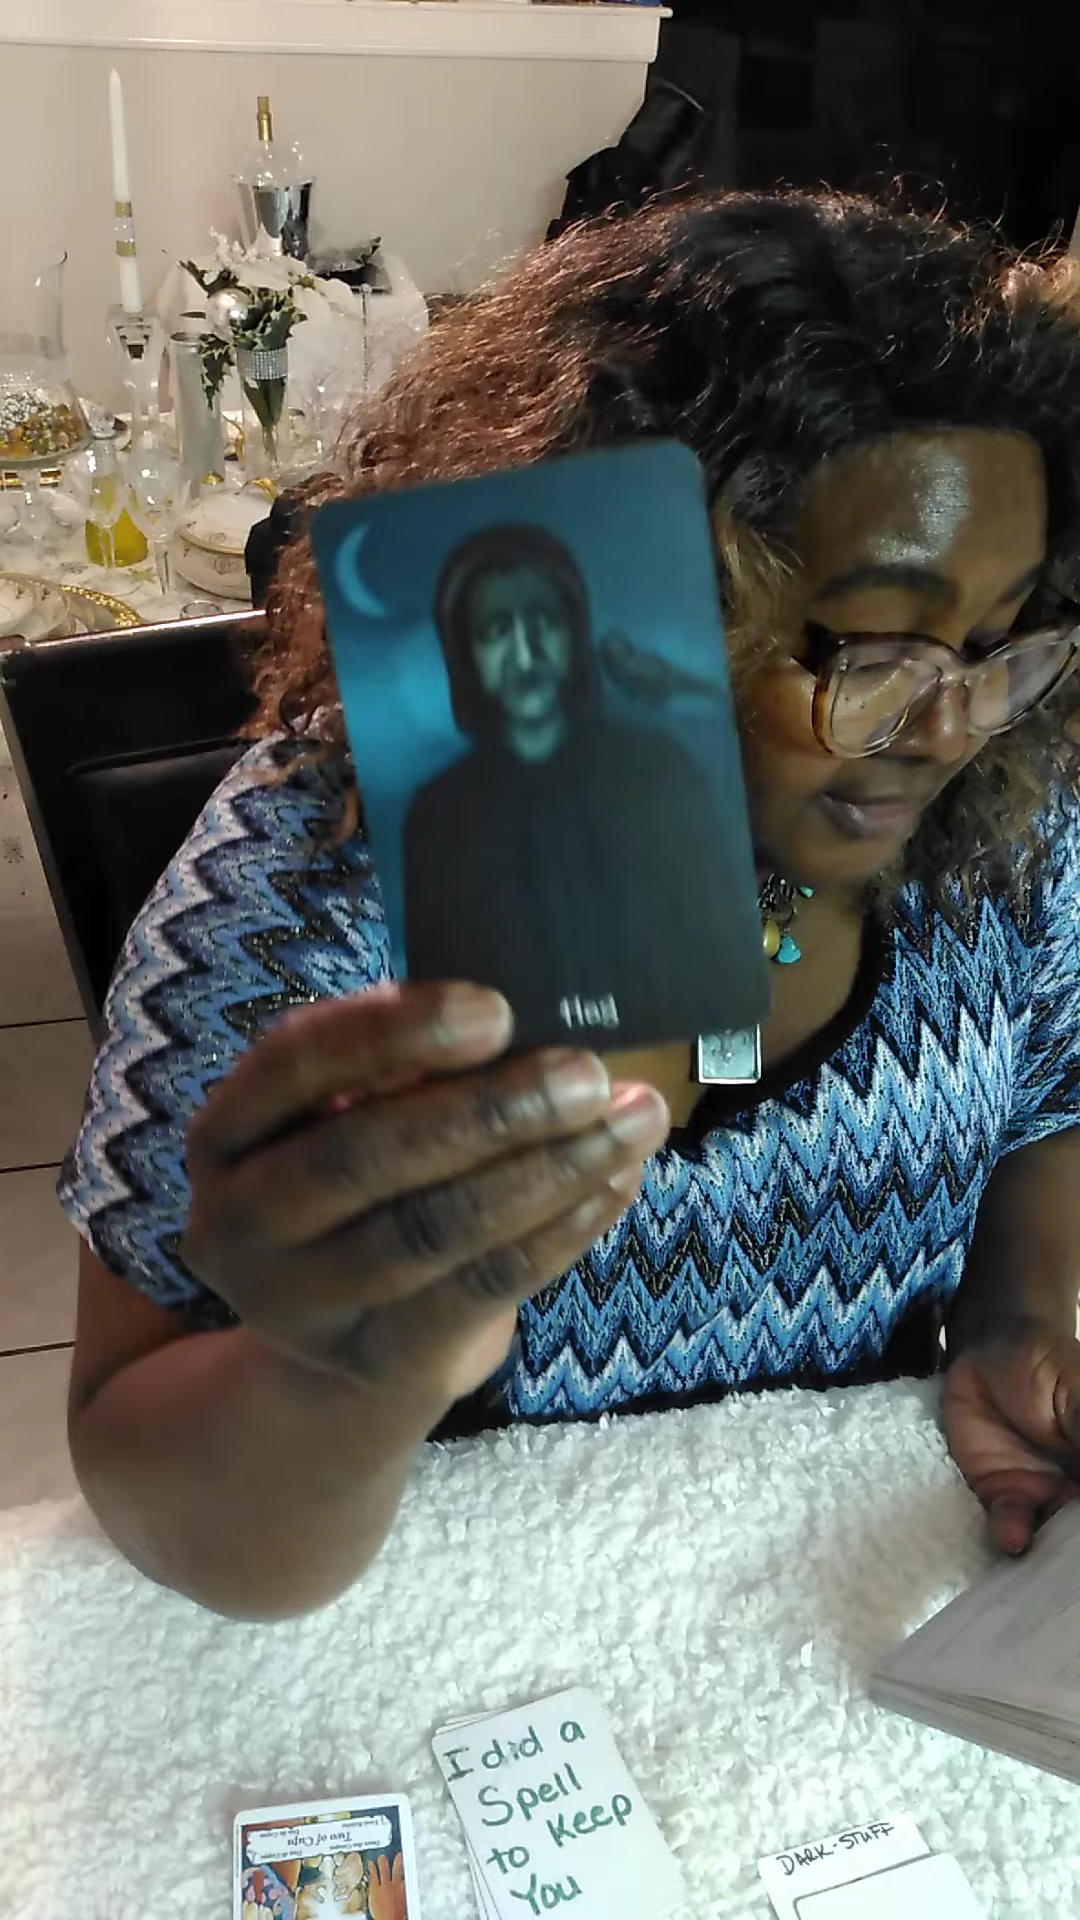 Hag
I did a
Spell
to Keep
You
DARK-STUFF
Two of Cups